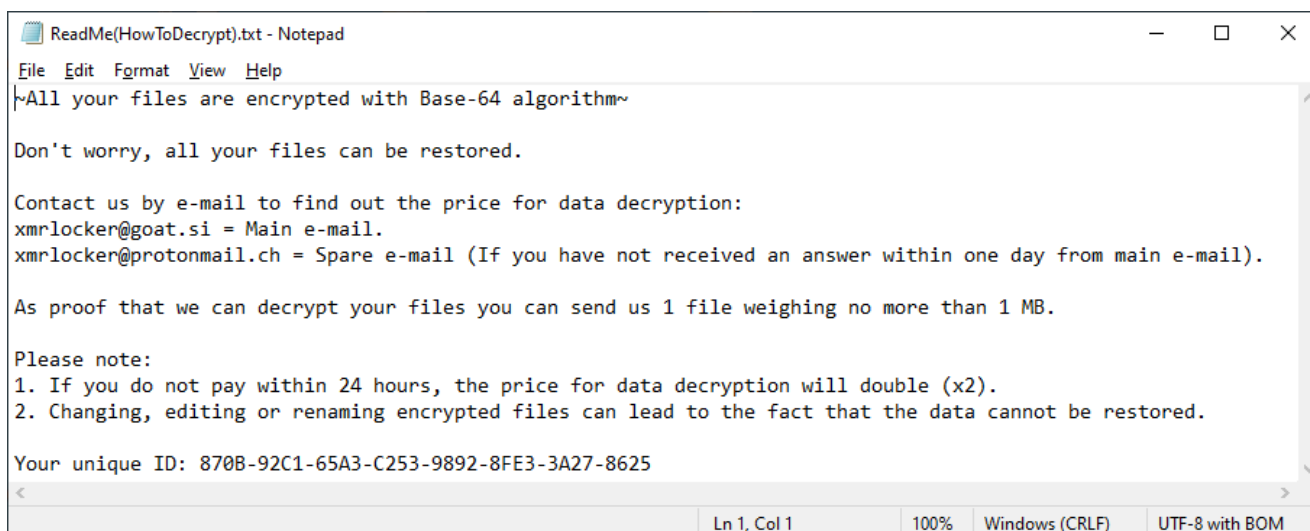 ReadMe(HowToDecrypt).txt - Notepad
File Edit Format View Help
~All your files are encrypted with Base-64 algorithm~
Don't worry, all your files can be restored.
Contact us by e-mail to find out the price for data decryption:
xmrlocker@goat.si = Main e-mail.
xmrlocker@protonmail.ch = Spare e-mail (If you have not received an answer within one day from main e-mail).
As proof that we can decrypt your files you can send us 1 file weighing no more than 1 MB.
Please note:
1. If you do not pay within 24 hours, the price for data decryption will double (x2).
2. Changing, editing or renaming encrypted files can lead to the fact that the data cannot be restored.
Your unique ID: 870B-92C1-65A3-C253-9892-8FE3-3A27-8625
Ln 1, Col 1 100% Windows (CRLF) UTF-8 with BOM